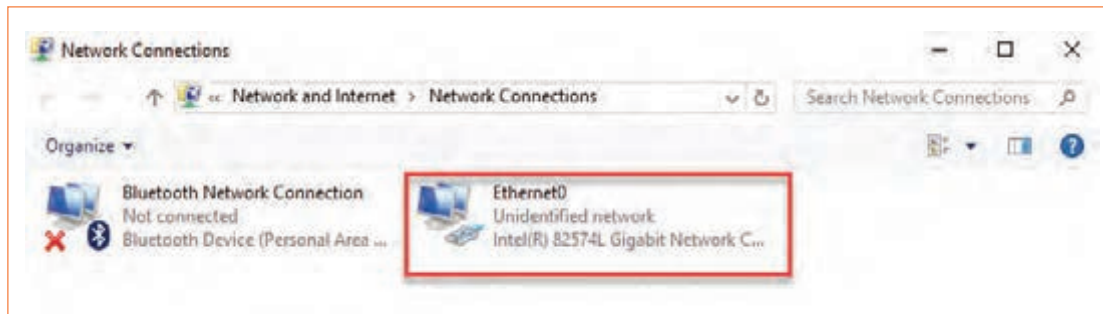 Network Connections
« Network and Internet > Network Connections
Search Network Connections
Organize
Bluetooth Network Connection
Not connected
Bluetooth Device (Personal Area ...
Ethernet0
Unidentified network
Intel(R) 82574L Gigabit Network C...